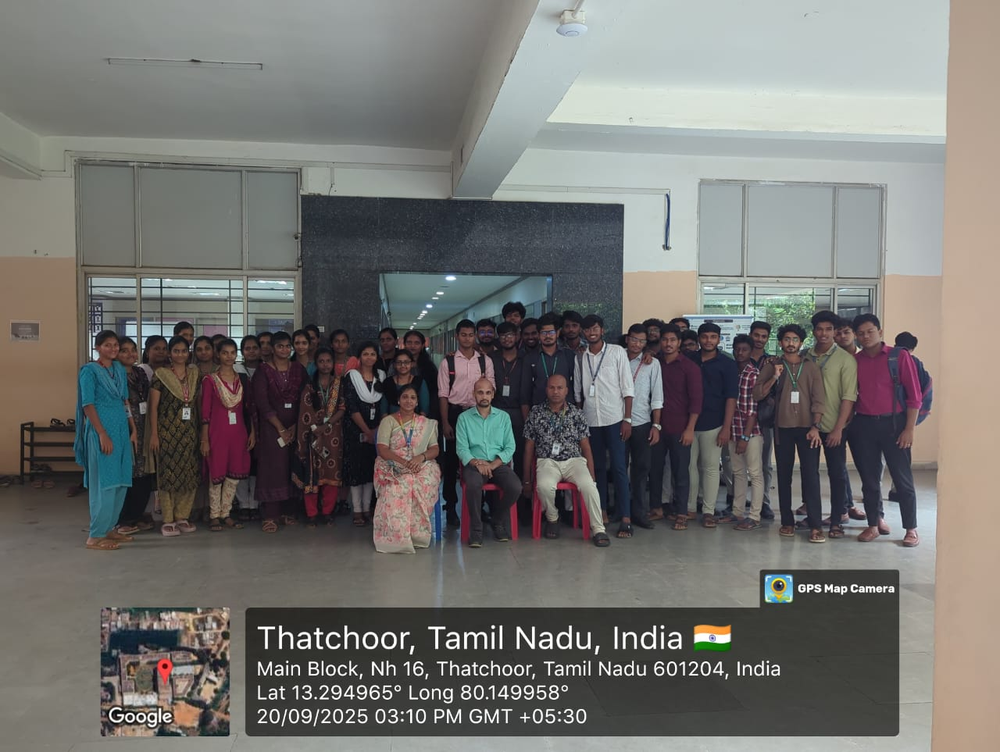 GPS Map Camera
Thatchoor, Tamil Nadu, India 🇮🇳
Main Block, Nh 16, Thatchoor, Tamil Nadu 601204, India
Lat 13.294965° Long 80.149958°
20/09/2025 03:10 PM GMT +05:30
Google